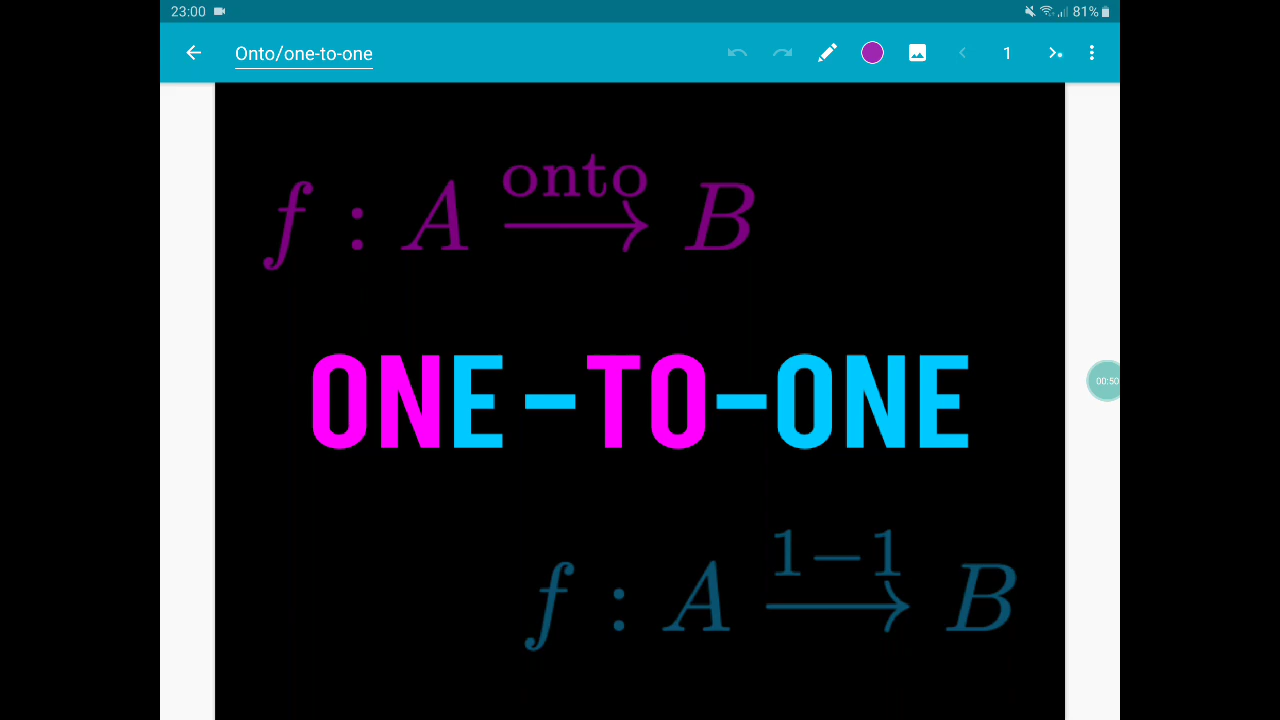 23:00 81%
Onto/one-to-one 1
f : A onto⟶ B
ONE-TO-ONE
00:50
f : A 1−1⟶ B